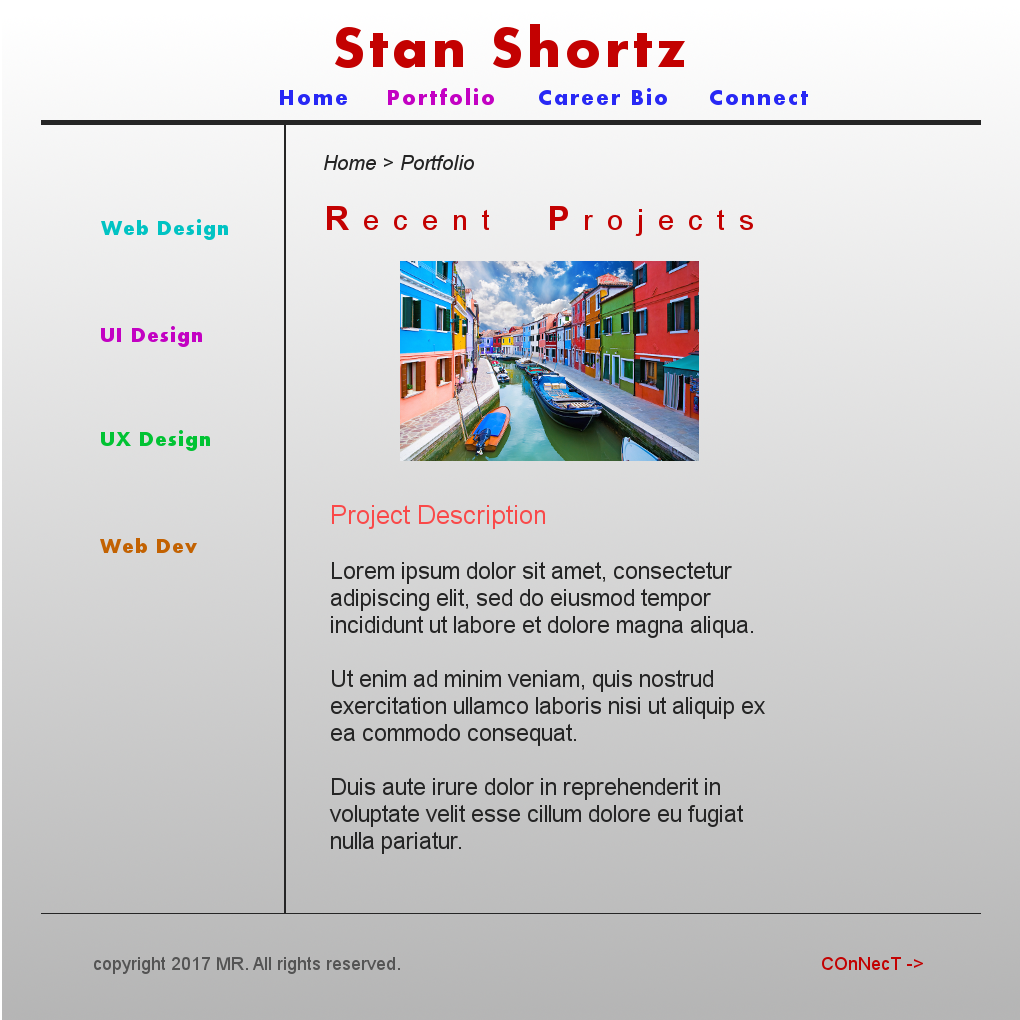 Stan Shortz
Home Portfolio Career Bio Connect
Home > Portfolio
Recent Projects
Web Design
UI Design
UX Design
Web Dev
Project Description
Lorem ipsum dolor sit amet, consectetur
adipiscing elit, sed do eiusmod tempor
incididunt ut labore et dolore magna aliqua.
Ut enim ad minim veniam, quis nostrud
exercitation ullamco laboris nisi ut aliquip ex
ea commodo consequat.
Duis aute irure dolor in reprehenderit in
voluptate velit esse cillum dolore eu fugiat
nulla pariatur.
copyright 2017 MR. All rights reserved.
COnNecT ->